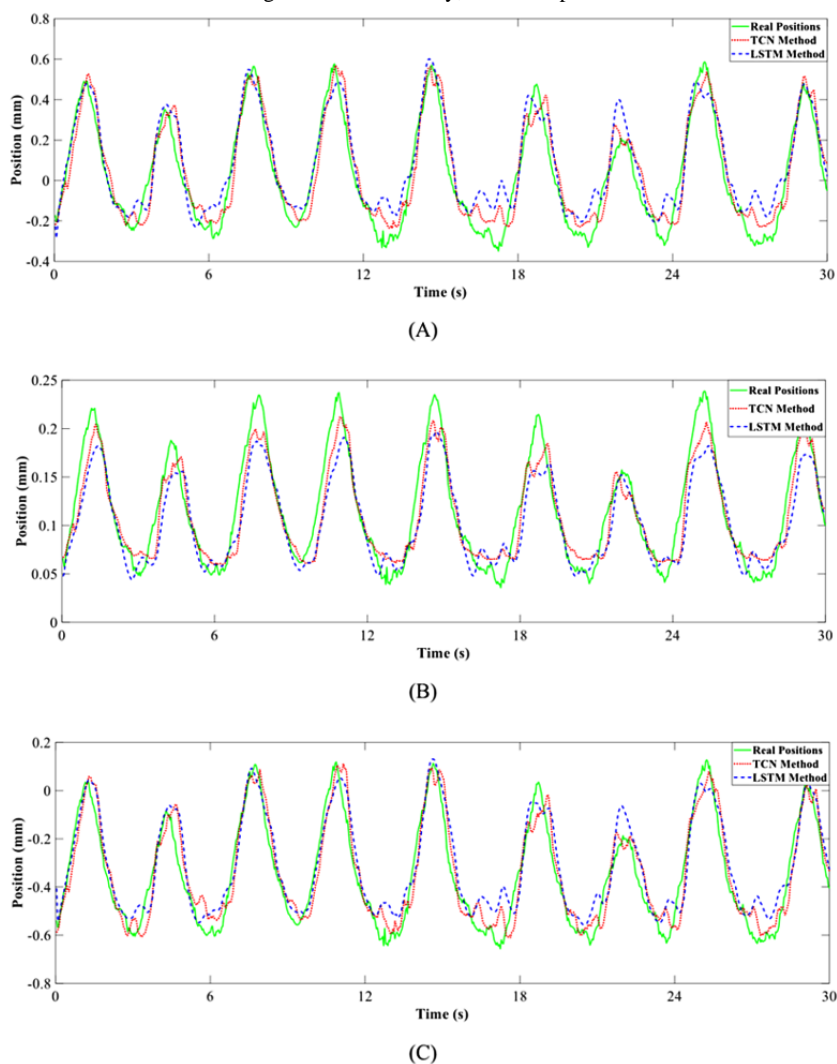 0.8
0.6
0.4
0.2
0
-0.2
-0.4
Position (mm)
Real Positions
TCN Method
LSTM Method
0 6 12 18 24 30
Time (s)
(A)
0.25
0.2
0.15
0.1
0.05
0
Position (mm)
Real Positions
TCN Method
LSTM Method
0 6 12 18 24 30
Time (s)
(B)
0.2
0
-0.2
-0.4
-0.6
-0.8
Position (mm)
Real Positions
TCN Method
LSTM Method
0 6 12 18 24 30
Time (s)
(C)